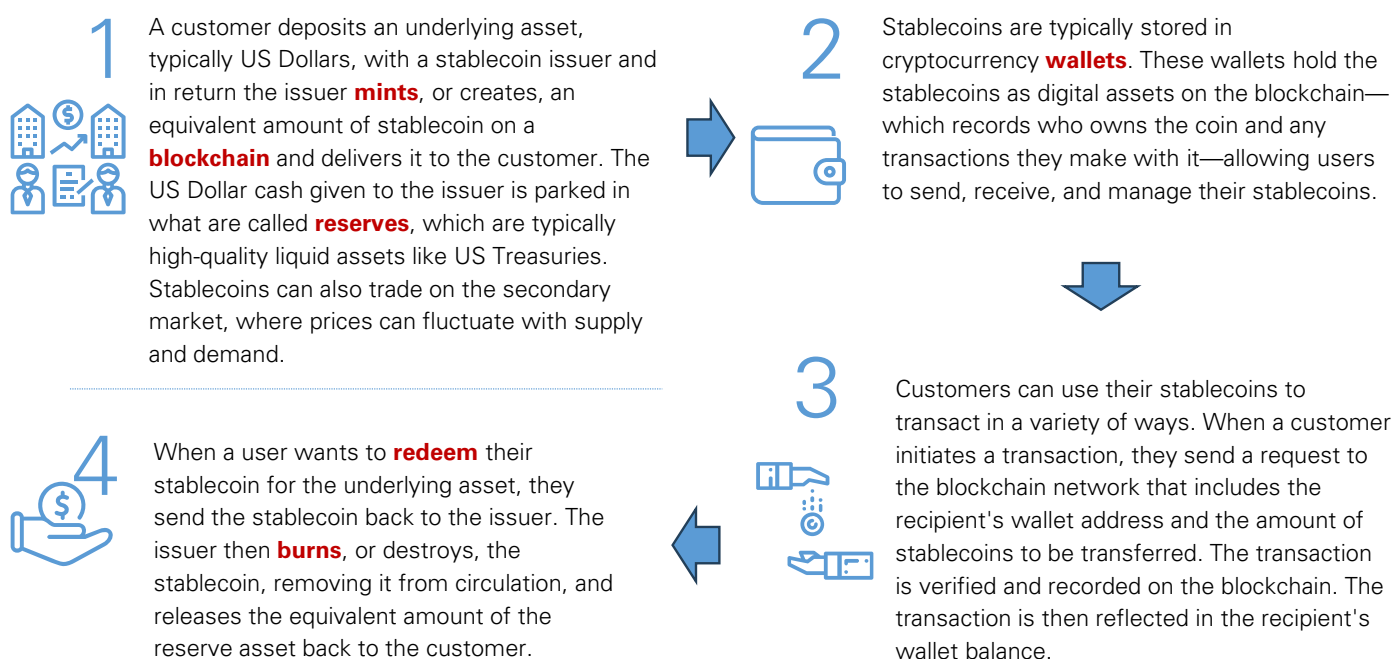 1
A customer deposits an underlying asset,
typically US Dollars, with a stablecoin issuer and
in return the issuer mints, or creates, an
equivalent amount of stablecoin on a
blockchain and delivers it to the customer. The
US Dollar cash given to the issuer is parked in
what are called reserves, which are typically
high-quality liquid assets like US Treasuries.
Stablecoins can also trade on the secondary
market, where prices can fluctuate with supply
and demand.
2
Stablecoins are typically stored in
cryptocurrency wallets. These wallets hold the
stablecoins as digital assets on the blockchain—
which records who owns the coin and any
transactions they make with it—allowing users
to send, receive, and manage their stablecoins.
3
Customers can use their stablecoins to
transact in a variety of ways. When a customer
initiates a transaction, they send a request to
the blockchain network that includes the
recipient's wallet address and the amount of
stablecoins to be transferred. The transaction
is verified and recorded on the blockchain. The
transaction is then reflected in the recipient's
wallet balance.
4
When a user wants to redeem their
stablecoin for the underlying asset, they
send the stablecoin back to the issuer. The
issuer then burns, or destroys, the
stablecoin, removing it from circulation, and
releases the equivalent amount of the
reserve asset back to the customer.
$
$